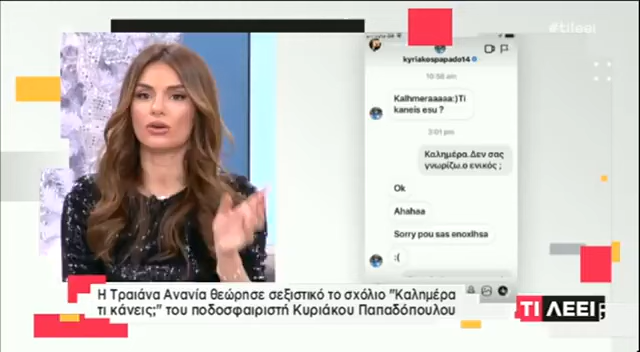 #tileei
kyriakospapado14
10:56 am
Kalhmeraaaaa:)Ti
kaneis esu ?
3:01 pm
Καλημέρα.Δεν σας
γνωρίζω.ο ενικός ;
Ok
Ahahaa
Sorry pou sas enoxlhsa
:(
Η Τραϊάνα Ανανία θεώρησε σεξιστικό το σχόλιο "Καλημέρα
τι κάνεις;" του ποδοσφαιριστή Κυριάκου Παπαδόπουλου
ΤΙ ΛΕΕΙ